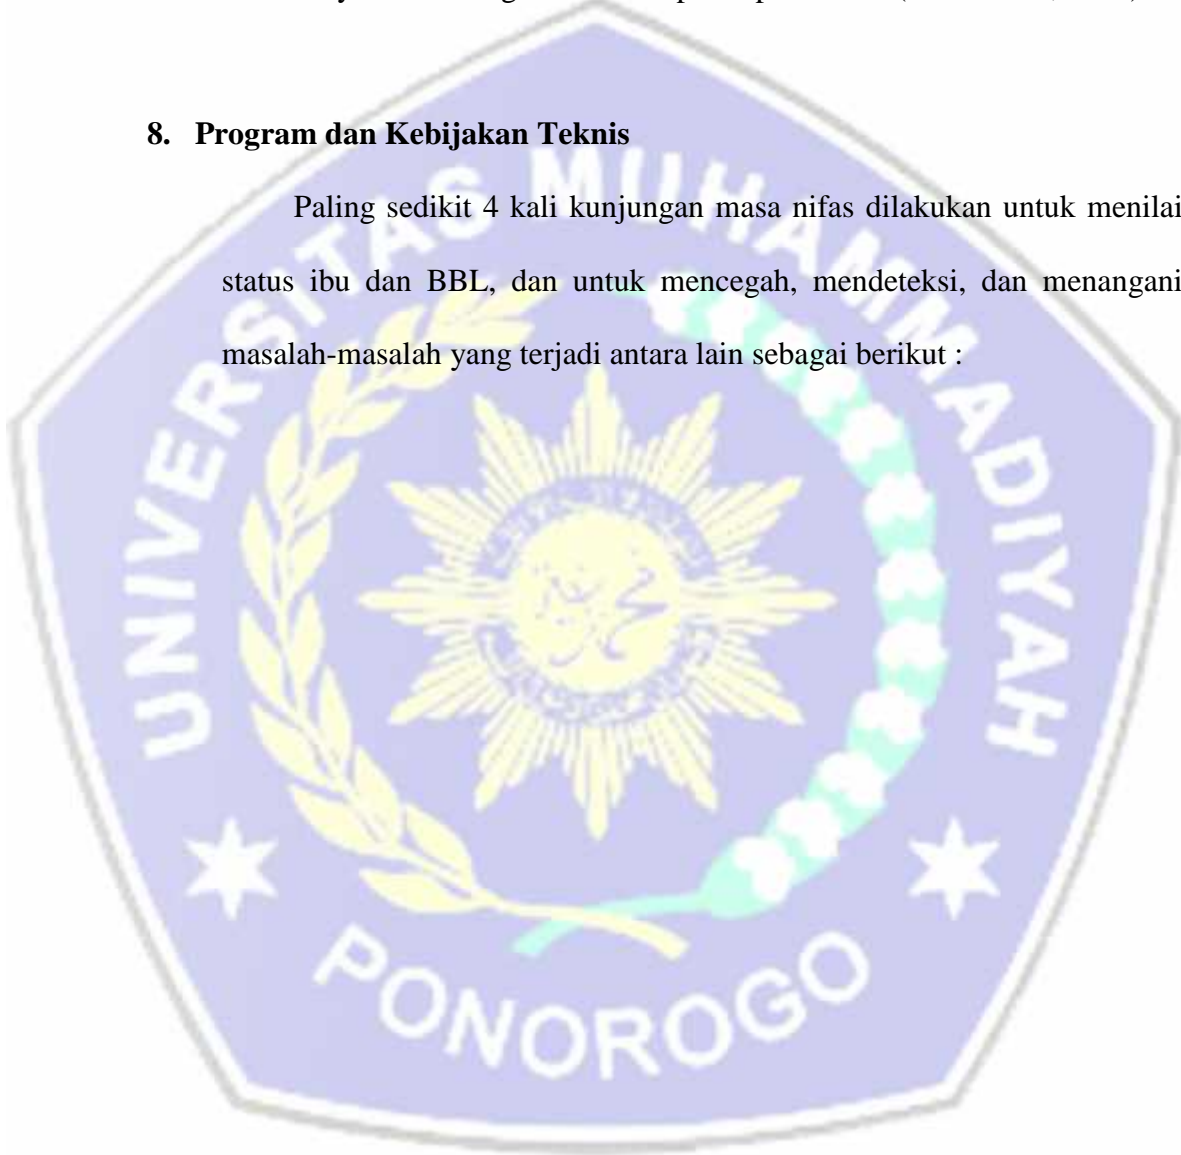 8. Program dan Kebijakan Teknis
Paling sedikit 4 kali kunjungan masa nifas dilakukan untuk menilai
status ibu dan BBL, dan untuk mencegah, mendeteksi, dan menangani
masalah-masalah yang terjadi antara lain sebagai berikut :
UNIVERSITAS MUHAMMADIYAH
PONOROGO